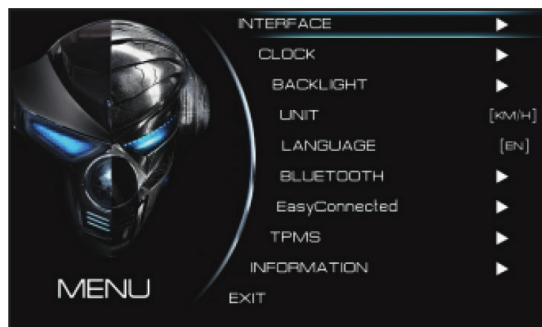 INTERFACE ▶
CLOCK ▶
BACKLIGHT ▶
UNIT [KM/H]
LANGUAGE [EN]
BLUETOOTH ▶
EasyConnected ▶
TPMS ▶
INFORMATION ▶
EXIT
MENU